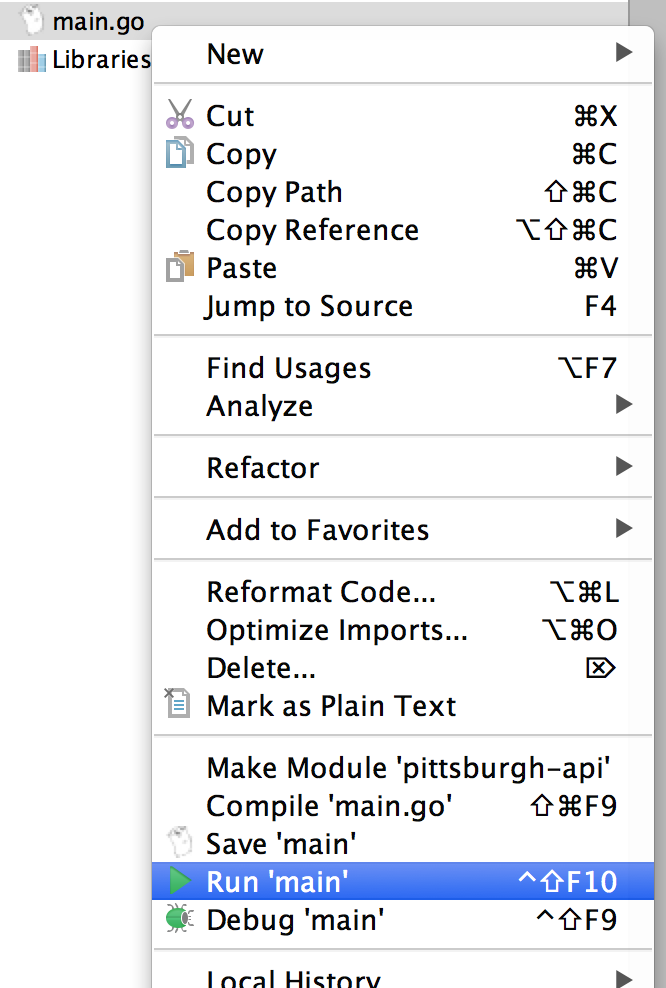 main.go
Libraries
New
Cut ⌘X
Copy ⌘C
Copy Path ⇧⌘C
Copy Reference ⌥⇧⌘C
Paste ⌘V
Jump to Source F4
Find Usages ⌥F7
Analyze
Refactor
Add to Favorites
Reformat Code... ⌥⌘L
Optimize Imports... ⌥⌘O
Delete... ⌦
Mark as Plain Text
Make Module 'pittsburgh-api'
Compile 'main.go' ⇧⌘F9
Save 'main'
Run 'main' ^⇧F10
Debug 'main' ^⇧F9
Local History